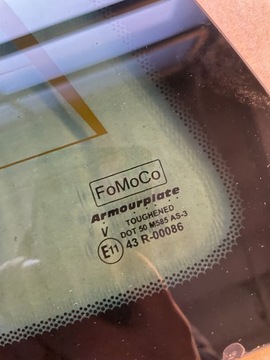 FoMoCo
Armourplate
TOUGHENED
V DOT 50 M585 AS-3
E11 43 R-00086